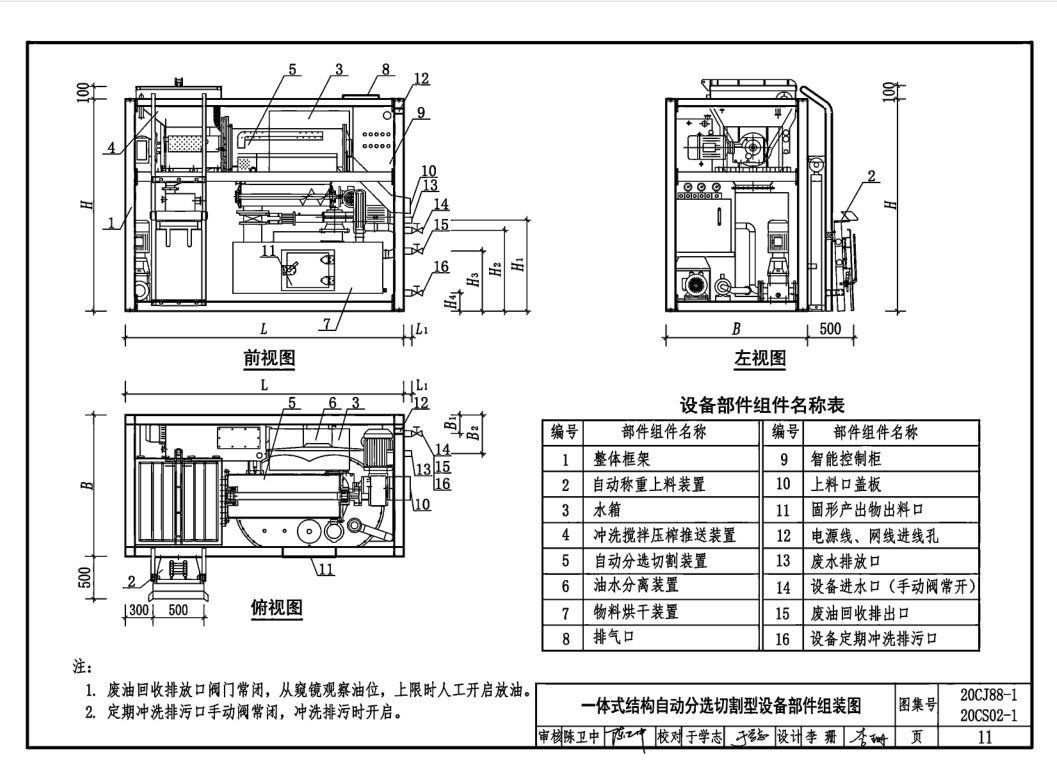 5 3 8 12 9
100 4 H 1
10 13 14 15 16
11 7
H4 H3 H2 H1
L L1
前视图
100 H 2
B 500
左视图
L L1
5 6 3 12
B1 B2
14
13 15
16
10
11
B 500 2
300 500
俯视图
设备部件组件名称表
编号 部件组件名称 编号 部件组件名称
1 整体框架 9 智能控制柜
2 自动称重上料装置 10 上料口盖板
3 水箱 11 固形产出物出料口
4 冲洗搅拌压榨推送装置 12 电源线、网线进线孔
5 自动分选切割装置 13 废水排放口
6 油水分离装置 14 设备进水口（手动阀常开）
7 物料烘干装置 15 废油回收排出口
8 排气口 16 设备定期冲洗排污口
注：
1. 废油回收排放口阀门常闭，从窥镜观察油位，上限时人工开启放油。
2. 定期冲洗排污口手动阀常闭，冲洗排污时开启。
一体式结构自动分选切割型设备部件组装图 图集号 20CJ88-1
20CS02-1
审核 陈卫中 校对 于学志 设计 李珊 页 11